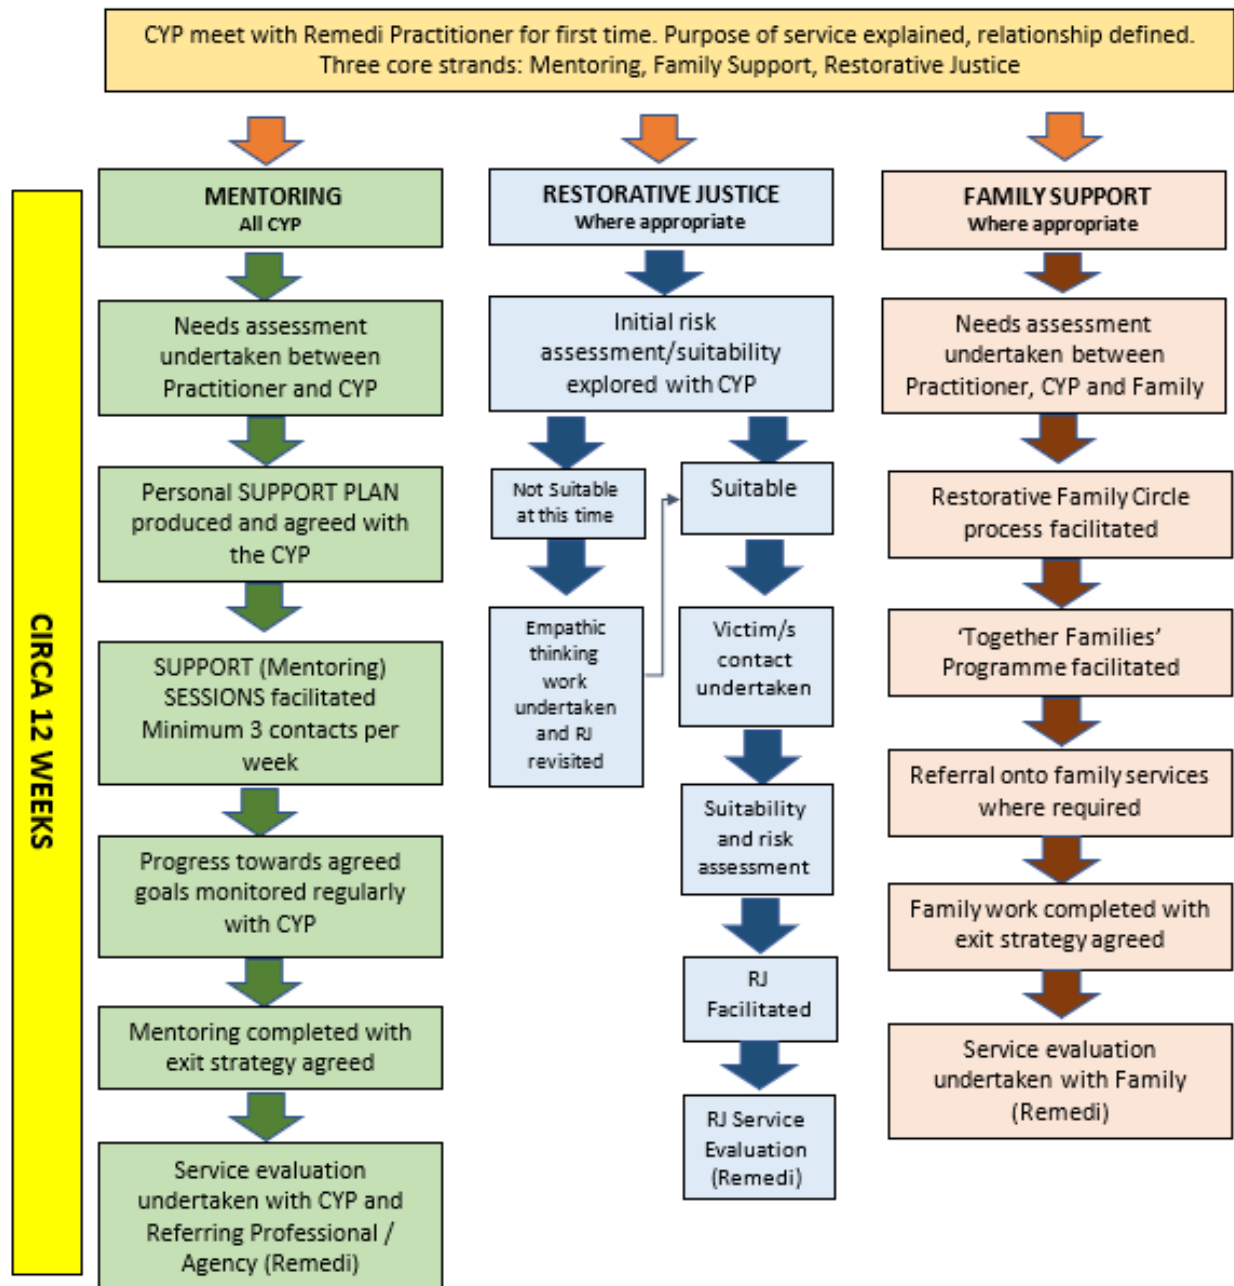 CYP meet with Remedi Practitioner for first time. Purpose of service explained, relationship defined.
Three core strands: Mentoring, Family Support, Restorative Justice
CIRCA 12 WEEKS
MENTORING
All CYP
Needs assessment
undertaken between
Practitioner and CYP
Personal SUPPORT PLAN
produced and agreed with
the CYP
SUPPORT (Mentoring)
SESSIONS facilitated
Minimum 3 contacts per
week
Progress towards agreed
goals monitored regularly
with CYP
Mentoring completed with
exit strategy agreed
Service evaluation
undertaken with CYP and
Referring Professional /
Agency (Remedi)
RESTORATIVE JUSTICE
Where appropriate
Initial risk
assessment/suitability
explored with CYP
Not Suitable
at this time
Empathic
thinking
work
undertaken
and RJ
revisited
Suitable
Victim/s
contact
undertaken
Suitability
and risk
assessment
RJ
Facilitated
RJ Service
Evaluation
(Remedi)
FAMILY SUPPORT
Where appropriate
Needs assessment
undertaken between
Practitioner, CYP and Family
Restorative Family Circle
process facilitated
‘Together Families’
Programme facilitated
Referral onto family services
where required
Family work completed with
exit strategy agreed
Service evaluation
undertaken with Family
(Remedi)